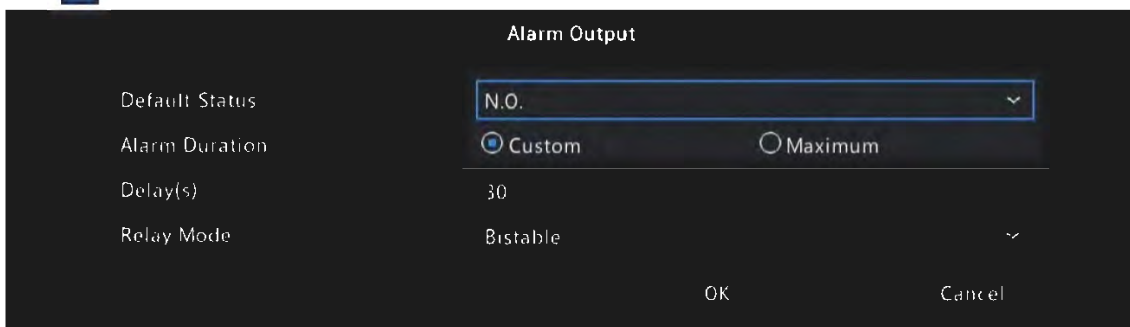 Alarm Output
Default Status N.O.
Alarm Duration Custom Maximum
Delay(s) 30
Relay Mode Bistable
OK Cancel